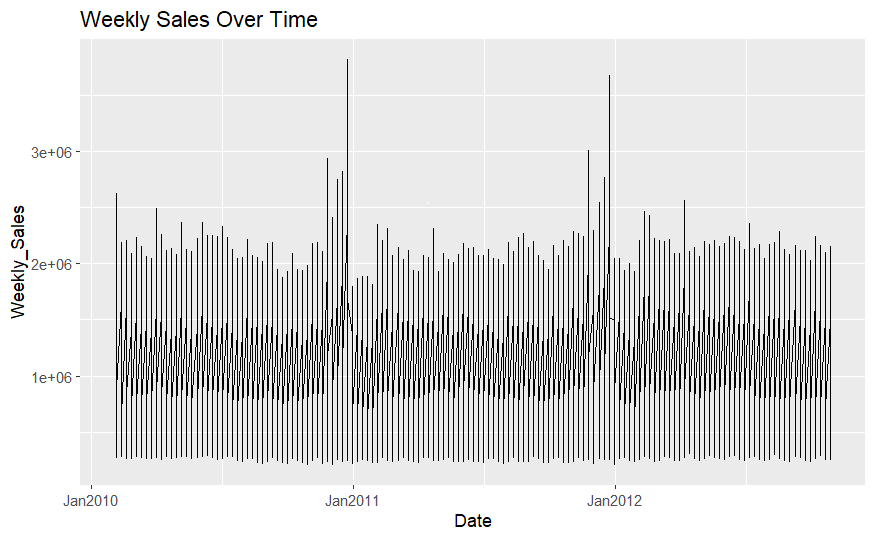 Weekly Sales Over Time
Weekly_Sales
3e+06
2e+06
1e+06
Jan2010
Jan2011
Jan2012
Date